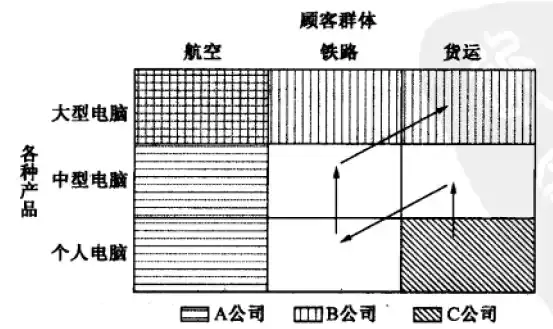 顾客群体
航空 铁路 货运
各种产品
大型电脑
中型电脑
个人电脑
A公司 B公司 C公司